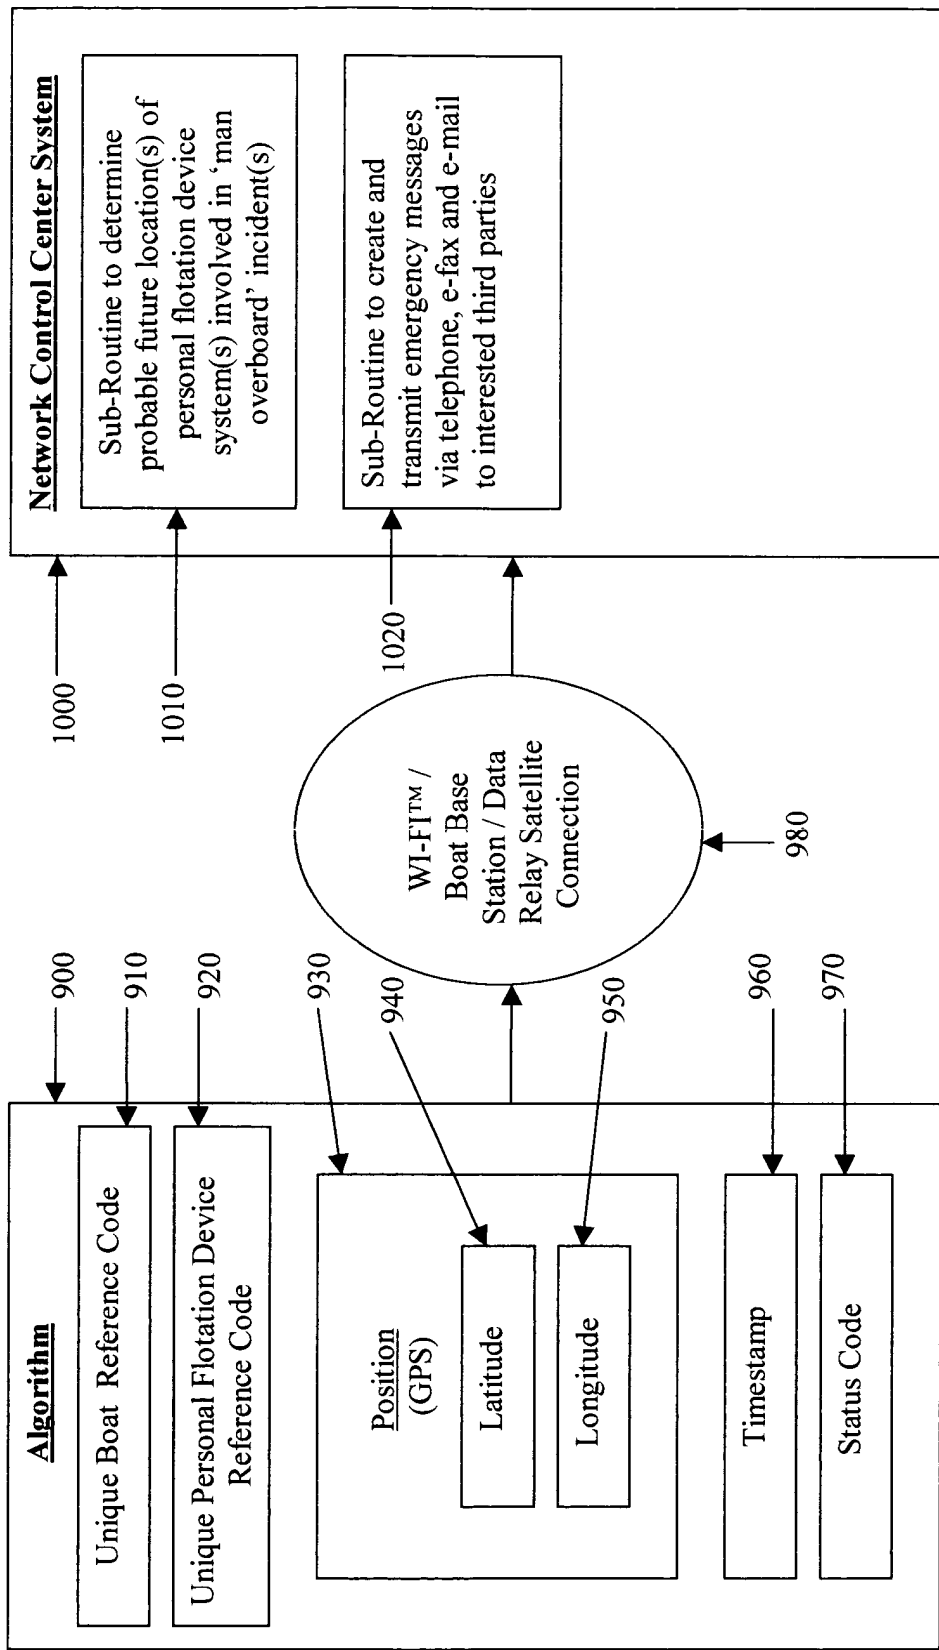 Algorithm
Unique Boat Reference Code
Unique Personal Flotation Device
Reference Code
Position
(GPS)
Latitude
Longitude
Timestamp
Status Code
900
910
920
930
940
950
960
970
WI-FI™ /
Boat Base
Station / Data
Relay Satellite
Connection
980
1000
1010
1020
Network Control Center System
Sub-Routine to determine
probable future location(s) of
personal flotation device
system(s) involved in ‘man
overboard’ incident(s)
Sub-Routine to create and
transmit emergency messages
via telephone, e-fax and e-mail
to interested third parties